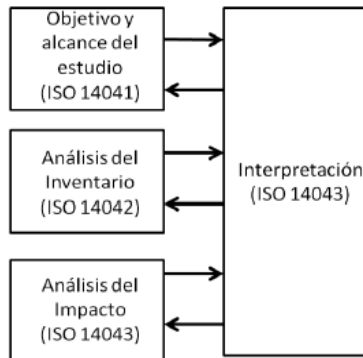 Objetivo y
alcance del
estudio
(ISO 14041)
Análisis del
Inventario
(ISO 14042)
Análisis del
Impacto
(ISO 14043)
Interpretación
(ISO 14043)